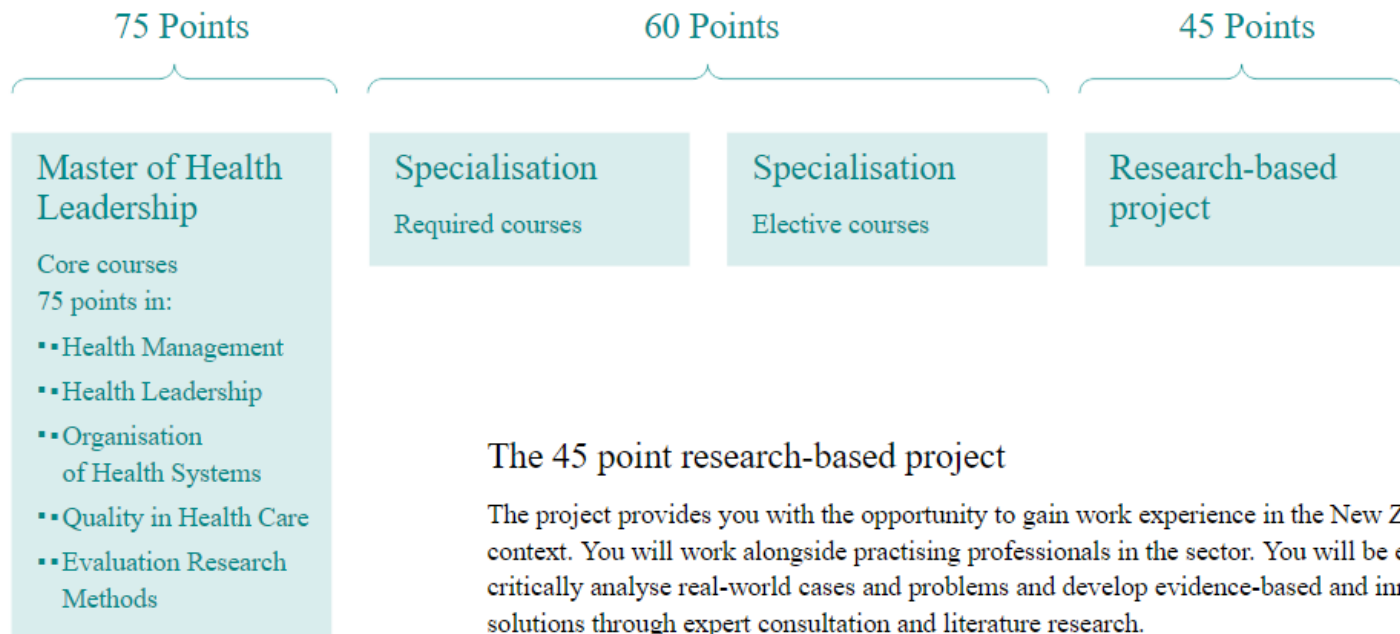 75 Points
60 Points
45 Points
Master of Health
Leadership
Core courses
75 points in:
▪▪Health Management
▪▪Health Leadership
▪▪Organisation
of Health Systems
▪▪Quality in Health Care
▪▪Evaluation Research
Methods
Specialisation
Required courses
Specialisation
Elective courses
Research-based
project
The 45 point research-based project
The project provides you with the opportunity to gain work experience in the New
context. You will work alongside practising professionals in the sector. You will be
critically analyse real-world cases and problems and develop evidence-based and
solutions through expert consultation and literature research.